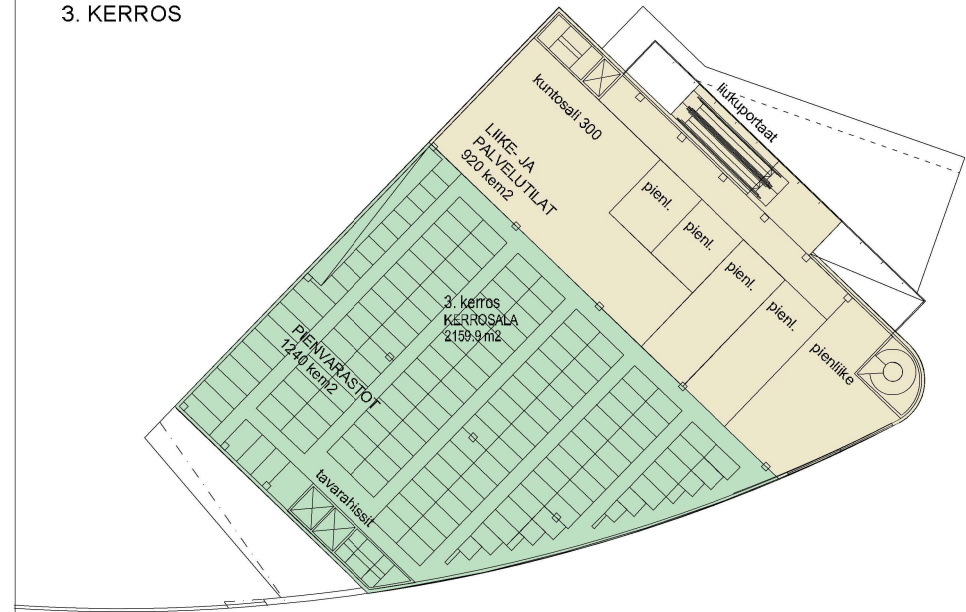 3. KERROS
kuntosali 300
liukuportaat
LIIKE- JA
PALVELUTILAT
920 kem2
pienl.
pienl.
pienl.
pienl.
pienliike
3. kerros
KERROSALA
2159.9 m2
PIENVARASTOT
1240 kem2
tavarahissit